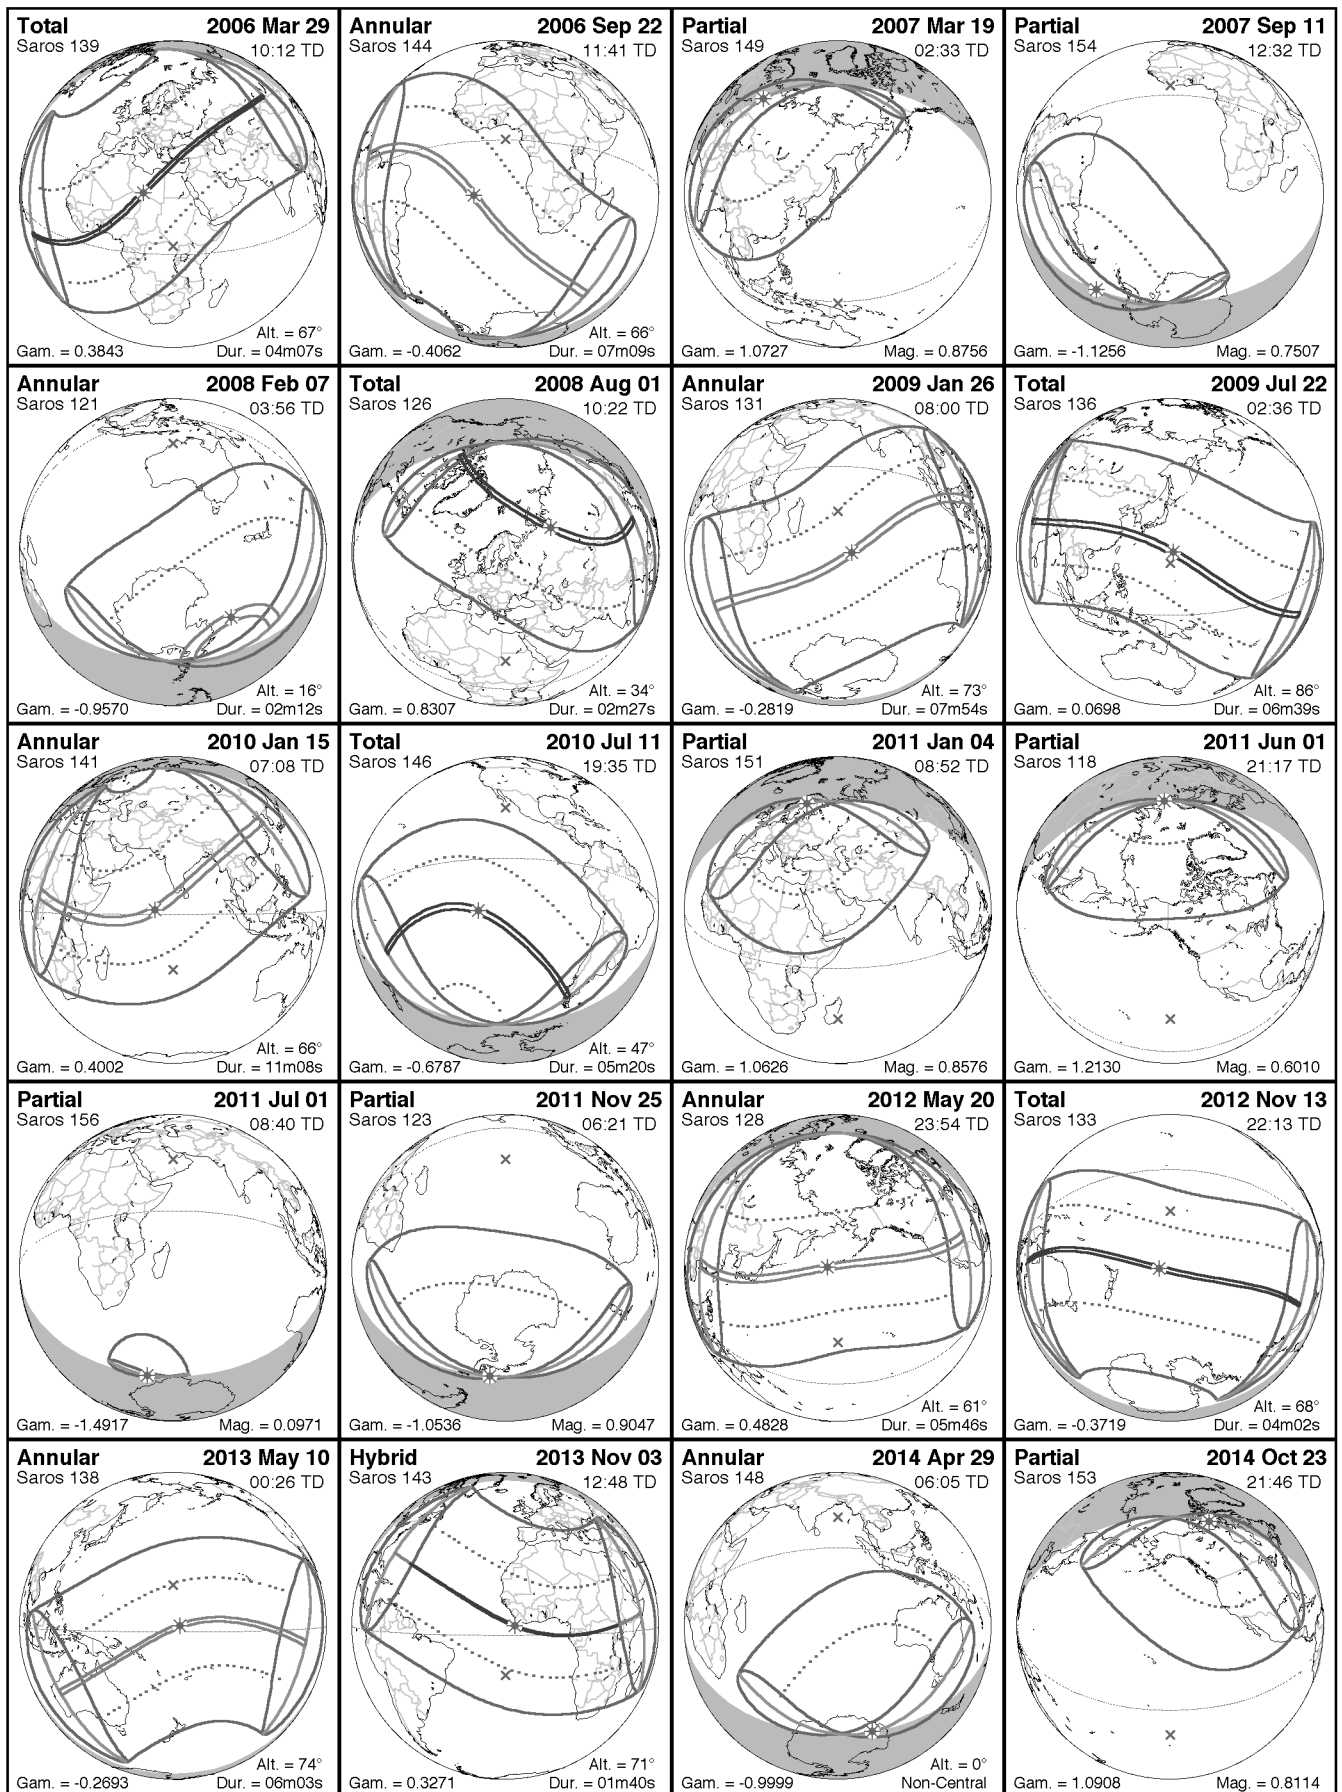 Total 2006 Mar 29
Saros 139 10:12 TD
Alt. = 67°
Gam. = 0.3843 Dur. = 04m07s
Annular 2006 Sep 22
Saros 144 11:41 TD
Alt. = 66°
Gam. = -0.4062 Dur. = 07m09s
Partial 2007 Mar 19
Saros 149 02:33 TD
Gam. = 1.0727 Mag. = 0.8756
Partial 2007 Sep 11
Saros 154 12:32 TD
Gam. = -1.1256 Mag. = 0.7507
Annular 2008 Feb 07
Saros 121 03:56 TD
Alt. = 16°
Gam. = -0.9570 Dur. = 02m12s
Total 2008 Aug 01
Saros 126 10:22 TD
Alt. = 34°
Gam. = 0.8307 Dur. = 02m27s
Annular 2009 Jan 26
Saros 131 08:00 TD
Alt. = 73°
Gam. = -0.2819 Dur. = 07m54s
Total 2009 Jul 22
Saros 136 02:36 TD
Alt. = 86°
Gam. = 0.0698 Dur. = 06m39s
Annular 2010 Jan 15
Saros 141 07:08 TD
Alt. = 66°
Gam. = 0.4002 Dur. = 11m08s
Total 2010 Jul 11
Saros 146 19:35 TD
Alt. = 47°
Gam. = -0.6787 Dur. = 05m20s
Partial 2011 Jan 04
Saros 151 08:52 TD
Gam. = 1.0626 Mag. = 0.8576
Partial 2011 Jun 01
Saros 118 21:17 TD
Gam. = 1.2130 Mag. = 0.6010
Partial 2011 Jul 01
Saros 156 08:40 TD
Gam. = -1.4917 Mag. = 0.0971
Partial 2011 Nov 25
Saros 123 06:21 TD
Gam. = -1.0536 Mag. = 0.9047
Annular 2012 May 20
Saros 128 23:54 TD
Alt. = 61°
Gam. = 0.4828 Dur. = 05m46s
Total 2012 Nov 13
Saros 133 22:13 TD
Alt. = 68°
Gam. = -0.3719 Dur. = 04m02s
Annular 2013 May 10
Saros 138 00:26 TD
Alt. = 74°
Gam. = -0.2693 Dur. = 06m03s
Hybrid 2013 Nov 03
Saros 143 12:48 TD
Alt. = 71°
Gam. = 0.3271 Dur. = 01m40s
Annular 2014 Apr 29
Saros 148 06:05 TD
Alt. = 0°
Gam. = -0.9999 Non-Central
Partial 2014 Oct 23
Saros 153 21:46 TD
Gam. = 1.0908 Mag. = 0.8114